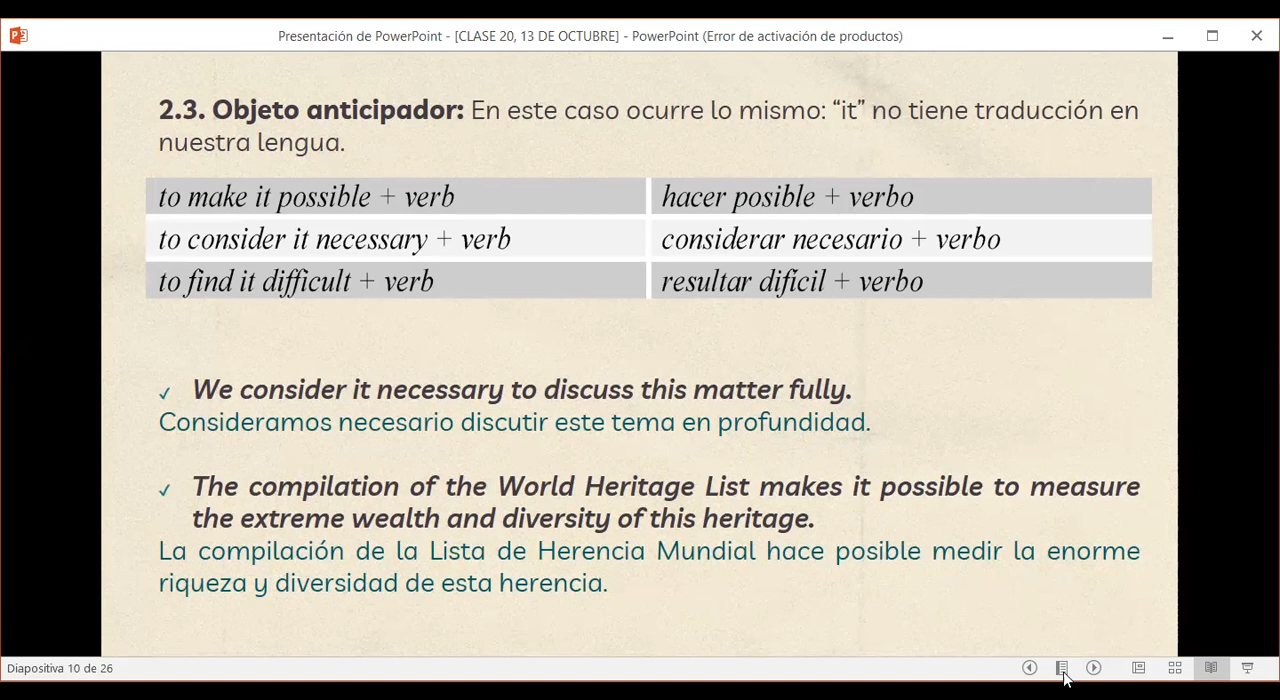 Presentación de PowerPoint - [CLASE 20, 13 DE OCTUBRE] - PowerPoint (Error de activación de productos)
2.3. Objeto anticipador: En este caso ocurre lo mismo: “it” no tiene traducción en
nuestra lengua.
to make it possible + verb
hacer posible + verbo
to consider it necessary + verb
considerar necesario + verbo
to find it difficult + verb
resultar difícil + verbo
✓ We consider it necessary to discuss this matter fully.
Consideramos necesario discutir este tema en profundidad.
✓ The compilation of the World Heritage List makes it possible to measure
the extreme wealth and diversity of this heritage.
La compilación de la Lista de Herencia Mundial hace posible medir la enorme
riqueza y diversidad de esta herencia.
Diapositiva 10 de 26